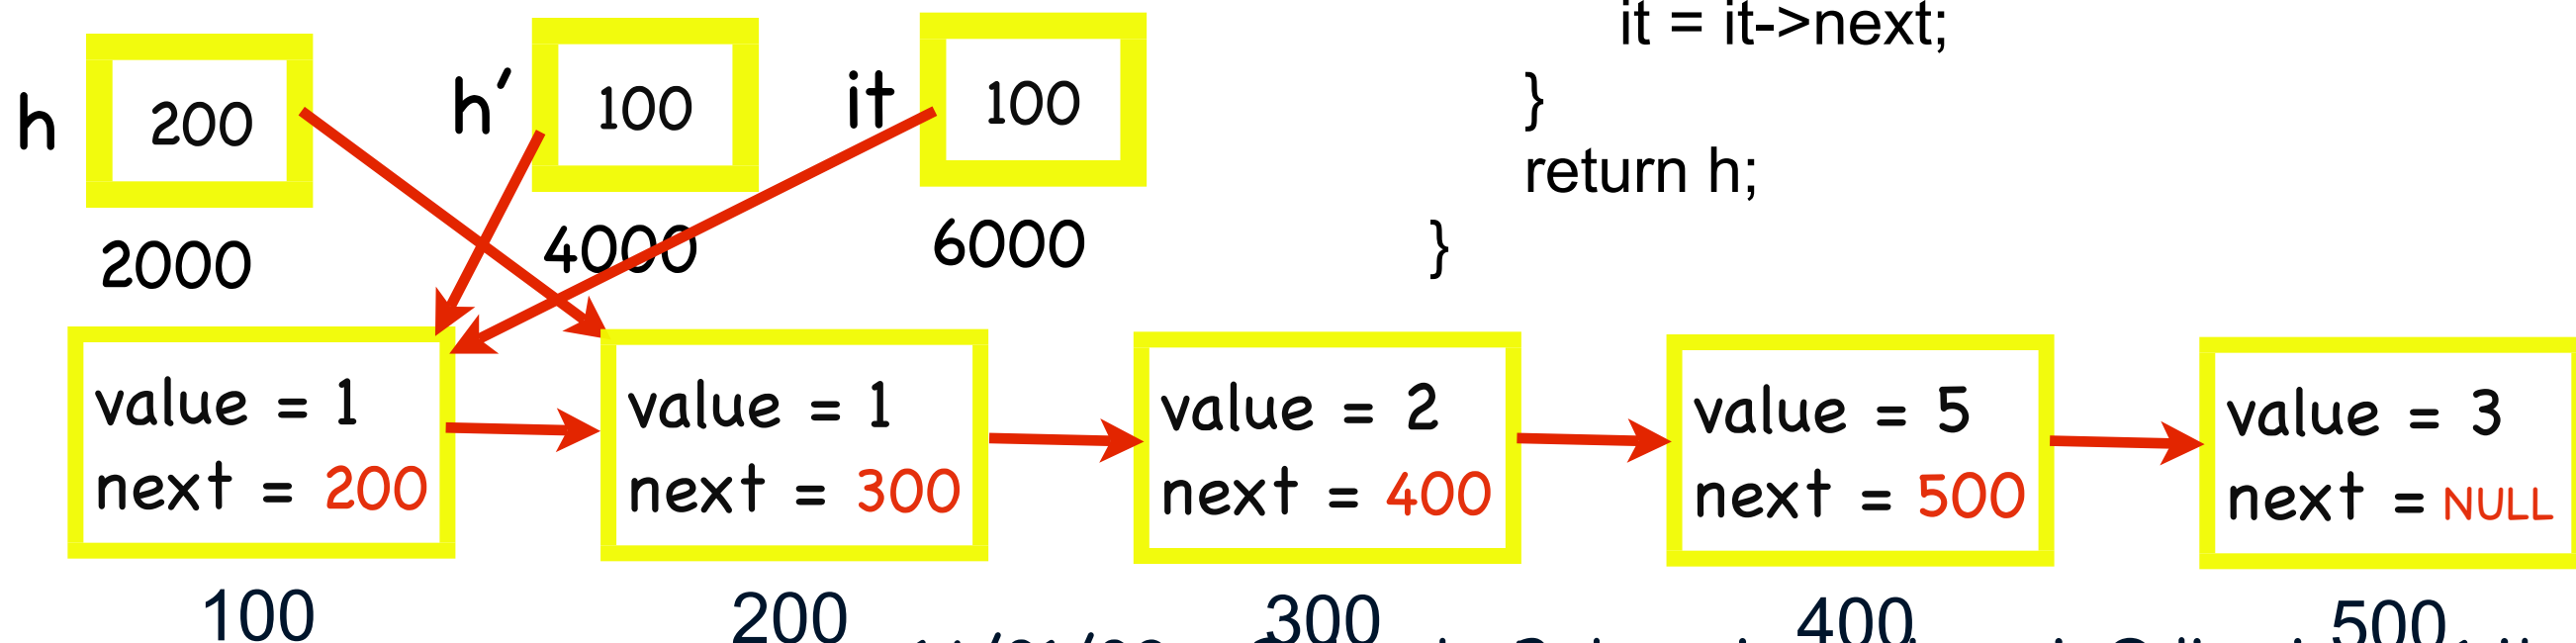 it = it->next;
}
return h;
}
h 200 h′ 100 it 100
2000 4000 6000
value = 1 value = 1 value = 2 value = 5 value = 3
next = 200 next = 300 next = 400 next = 500 next = NULL
100 200 300 400 500